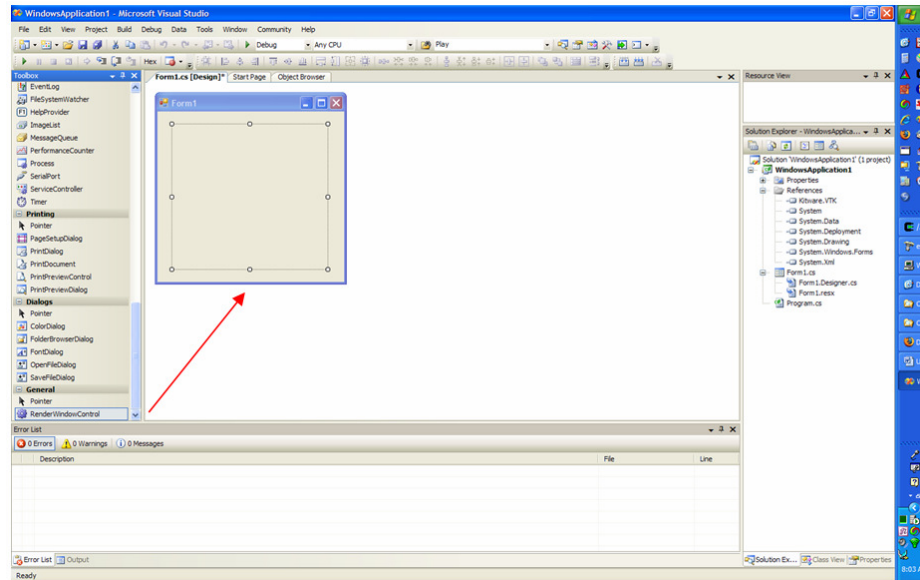 WindowsApplication1 - Microsoft Visual Studio
File Edit View Project Build Debug Data Tools Window Community Help
Debug Any CPU Play
Hex
Toolbox
EventLog
FileSystemWatcher
HelpProvider
ImageList
MessageQueue
PerformanceCounter
Process
SerialPort
ServiceController
Timer
Printing
Pointer
PageSetupDialog
PrintDialog
PrintDocument
PrintPreviewControl
PrintPreviewDialog
Dialogs
Pointer
ColorDialog
FolderBrowserDialog
FontDialog
OpenFileDialog
SaveFileDialog
General
Pointer
RenderWindowControl
Form1.cs [Design]* Start Page Object Browser
Form1
Resource View
Solution Explorer - WindowsApplica...
Solution 'WindowsApplication1' (1 project)
WindowsApplication1
Properties
References
Kitware.VTK
System
System.Data
System.Deployment
System.Drawing
System.Windows.Forms
System.Xml
Form1.cs
Form1.Designer.cs
Form1.resx
Program.cs
Error List
0 Errors 0 Warnings 0 Messages
Description File Line
Error List Output
Solution Ex... Class View Properties
Ready
8:03